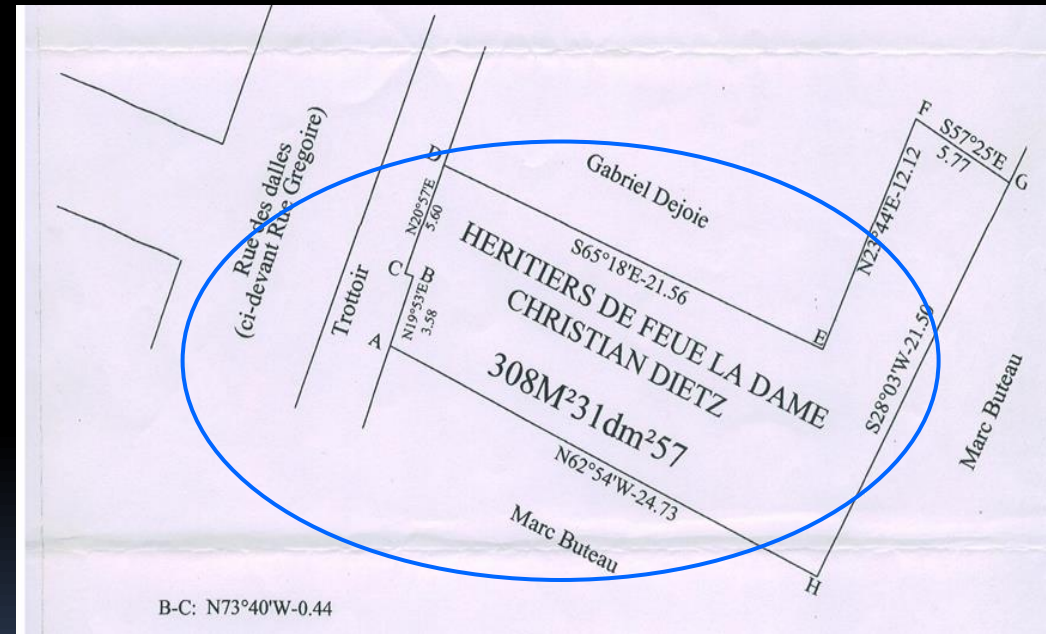 Rue des dalles
(ci-devant Rue Gregoire)
Trottoir
D
N20°57'E
5.60
C
B
N19°53'E
3.58
A
Gabriel Dejoie
S65°18'E-21.56
HERITIERS DE FEUE LA DAME
CHRISTIAN DIETZ
308M²31dm²57
N62°54'W-24.73
Marc Buteau
E
N23°44'E-12.12
F
S57°25'E
5.77
G
S28°03'W-21.50
Marc Buteau
H
B-C: N73°40'W-0.44